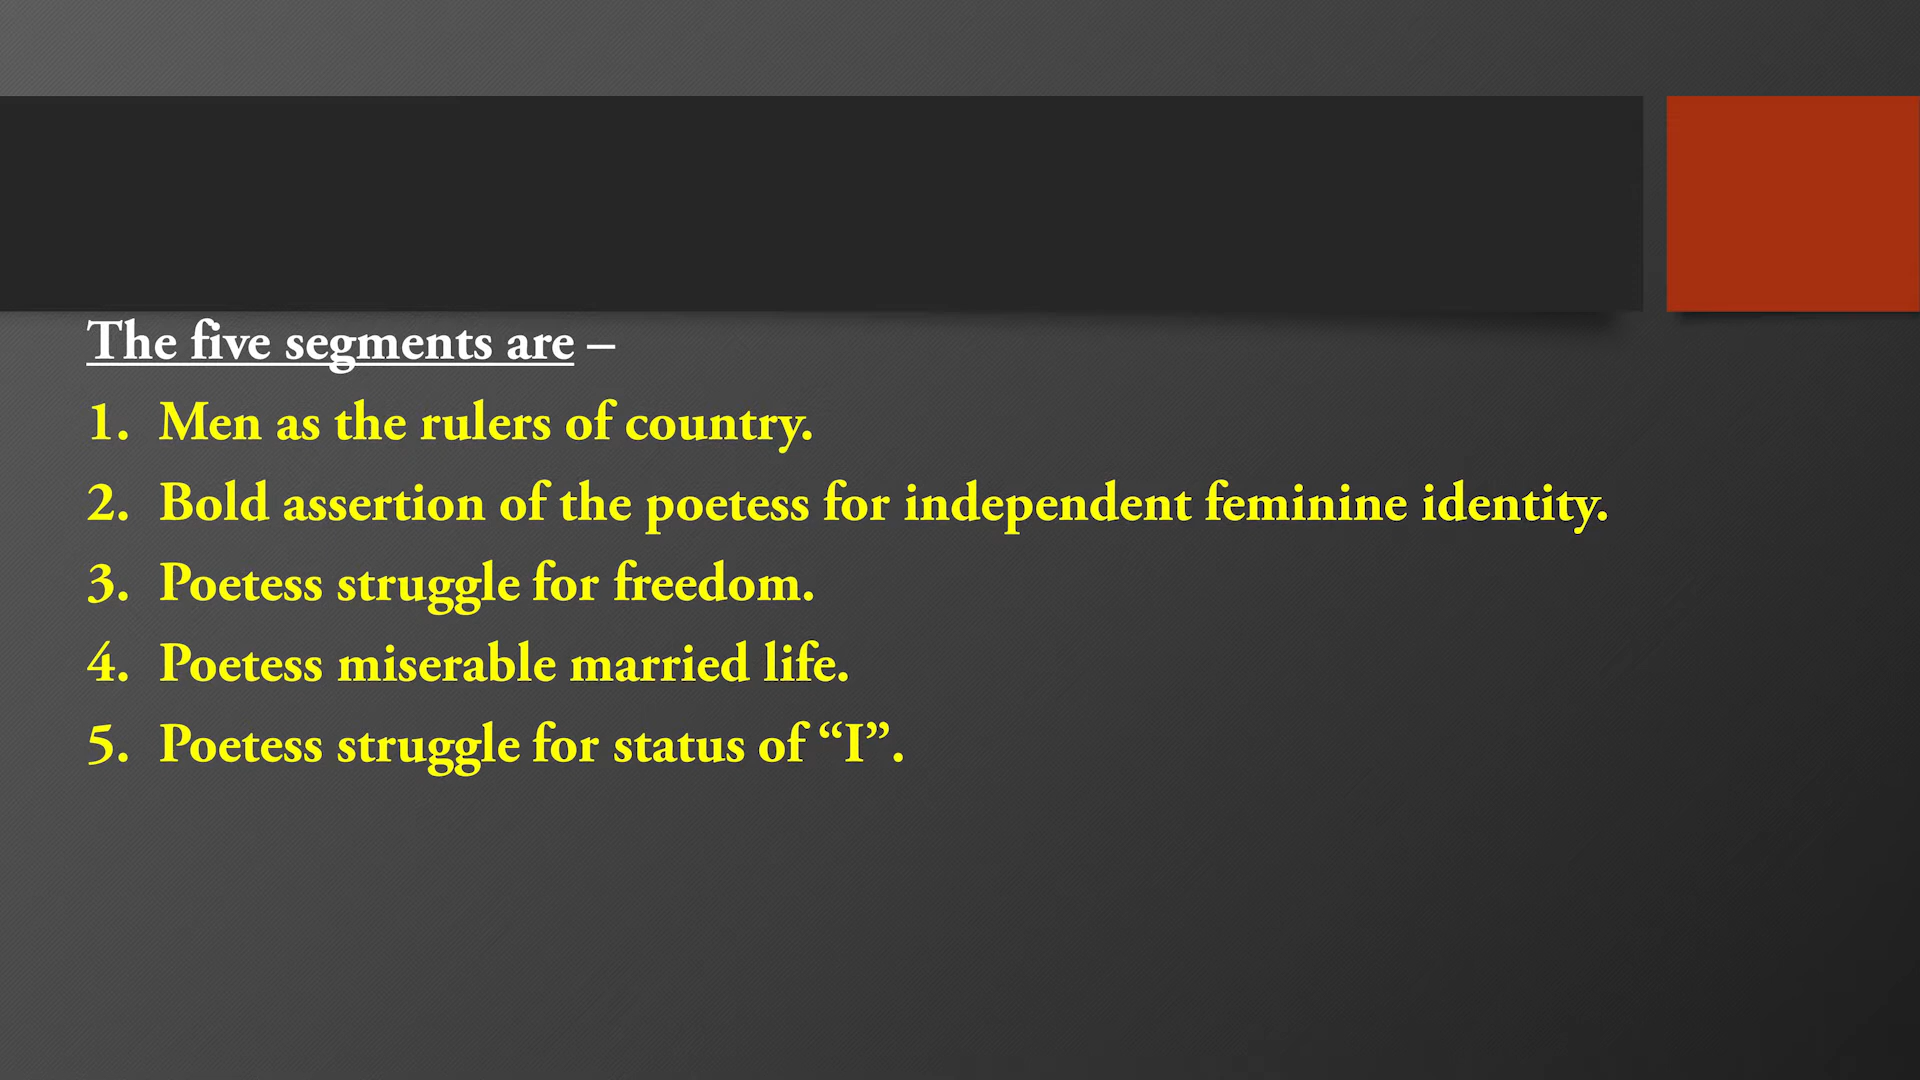 The five segments are –
1. Men as the rulers of country.
2. Bold assertion of the poetess for independent feminine identity.
3. Poetess struggle for freedom.
4. Poetess miserable married life.
5. Poetess struggle for status of “I”.